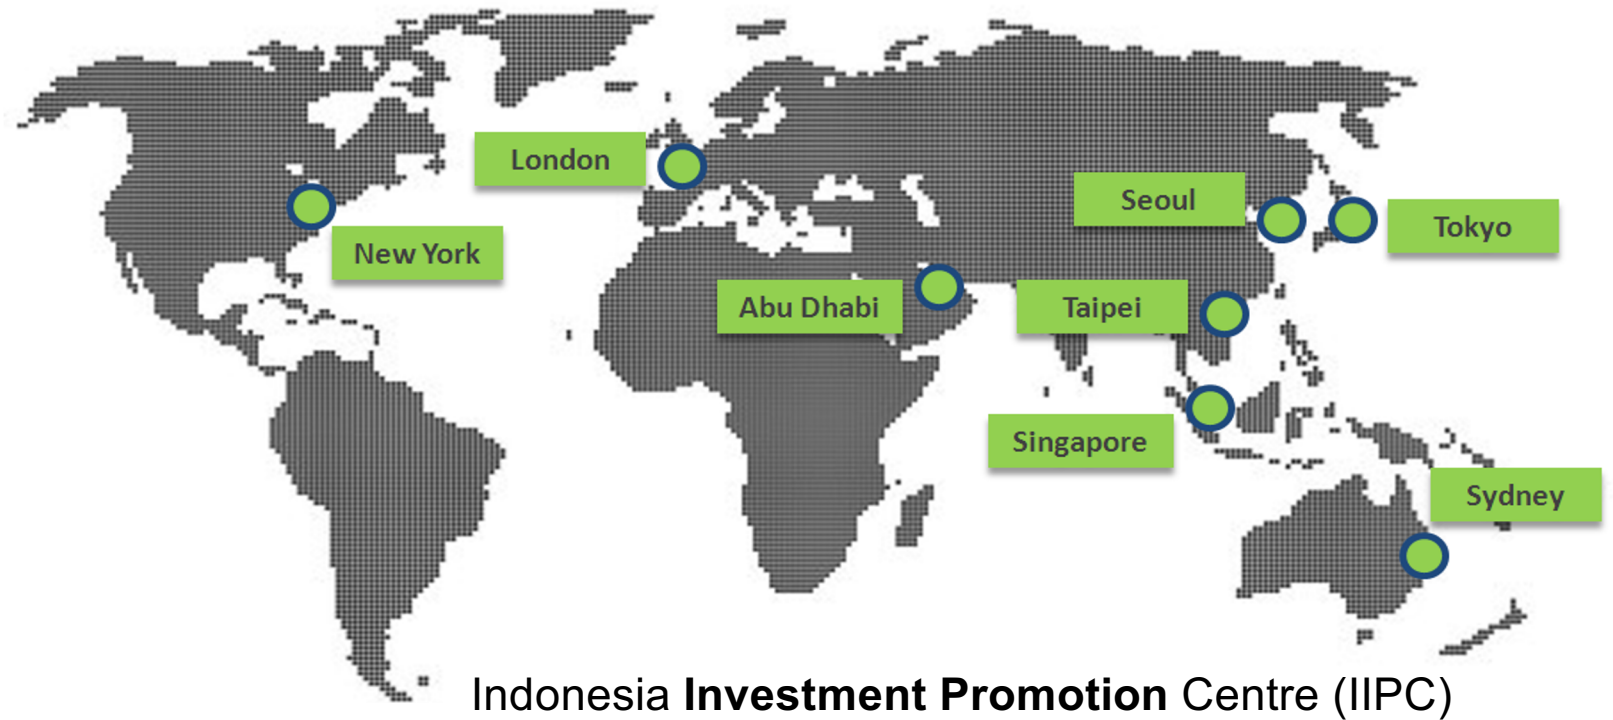 London
Seoul
Tokyo
New York
Abu Dhabi
Taipei
Singapore
Sydney
Indonesia Investment Promotion Centre (IIPC)